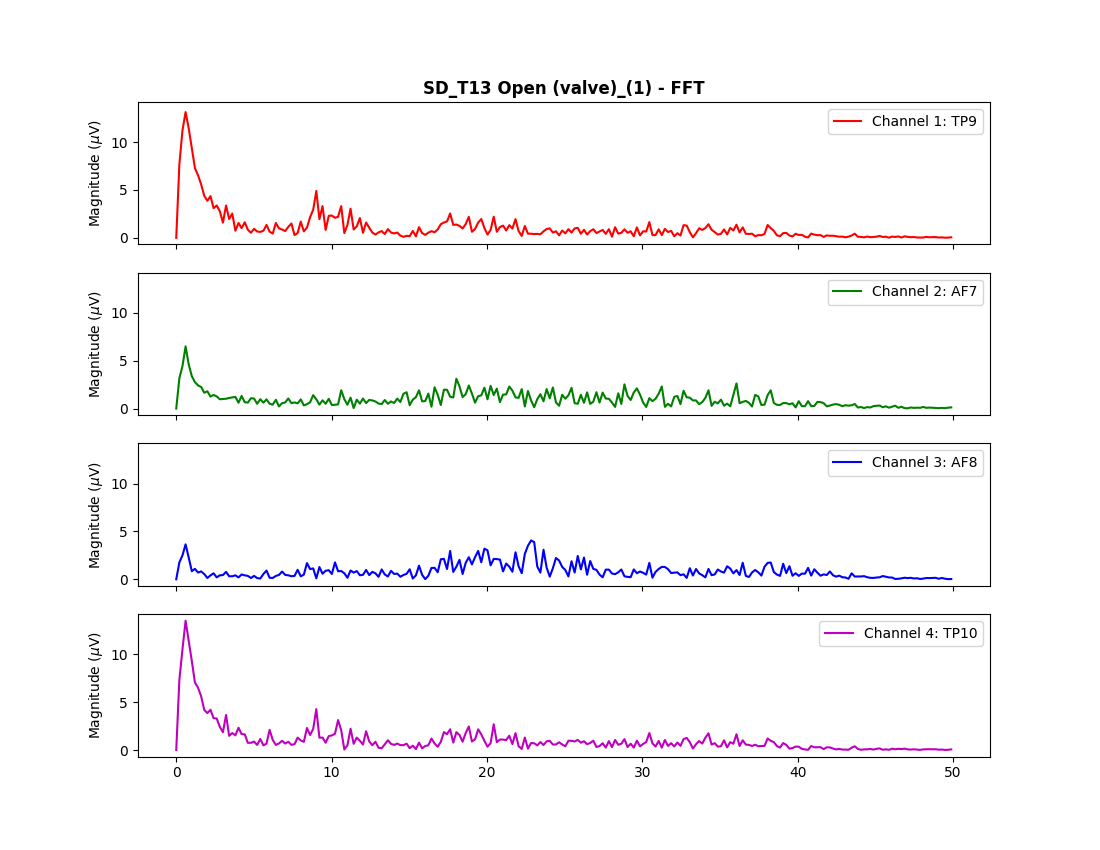 SD_T13 Open (valve)_(1) - FFT
Magnitude (μV)
10
5
0
Channel 1: TP9
Magnitude (μV)
10
5
0
Channel 2: AF7
Magnitude (μV)
10
5
0
Channel 3: AF8
Magnitude (μV)
10
5
0
Channel 4: TP10
0 10 20 30 40 50